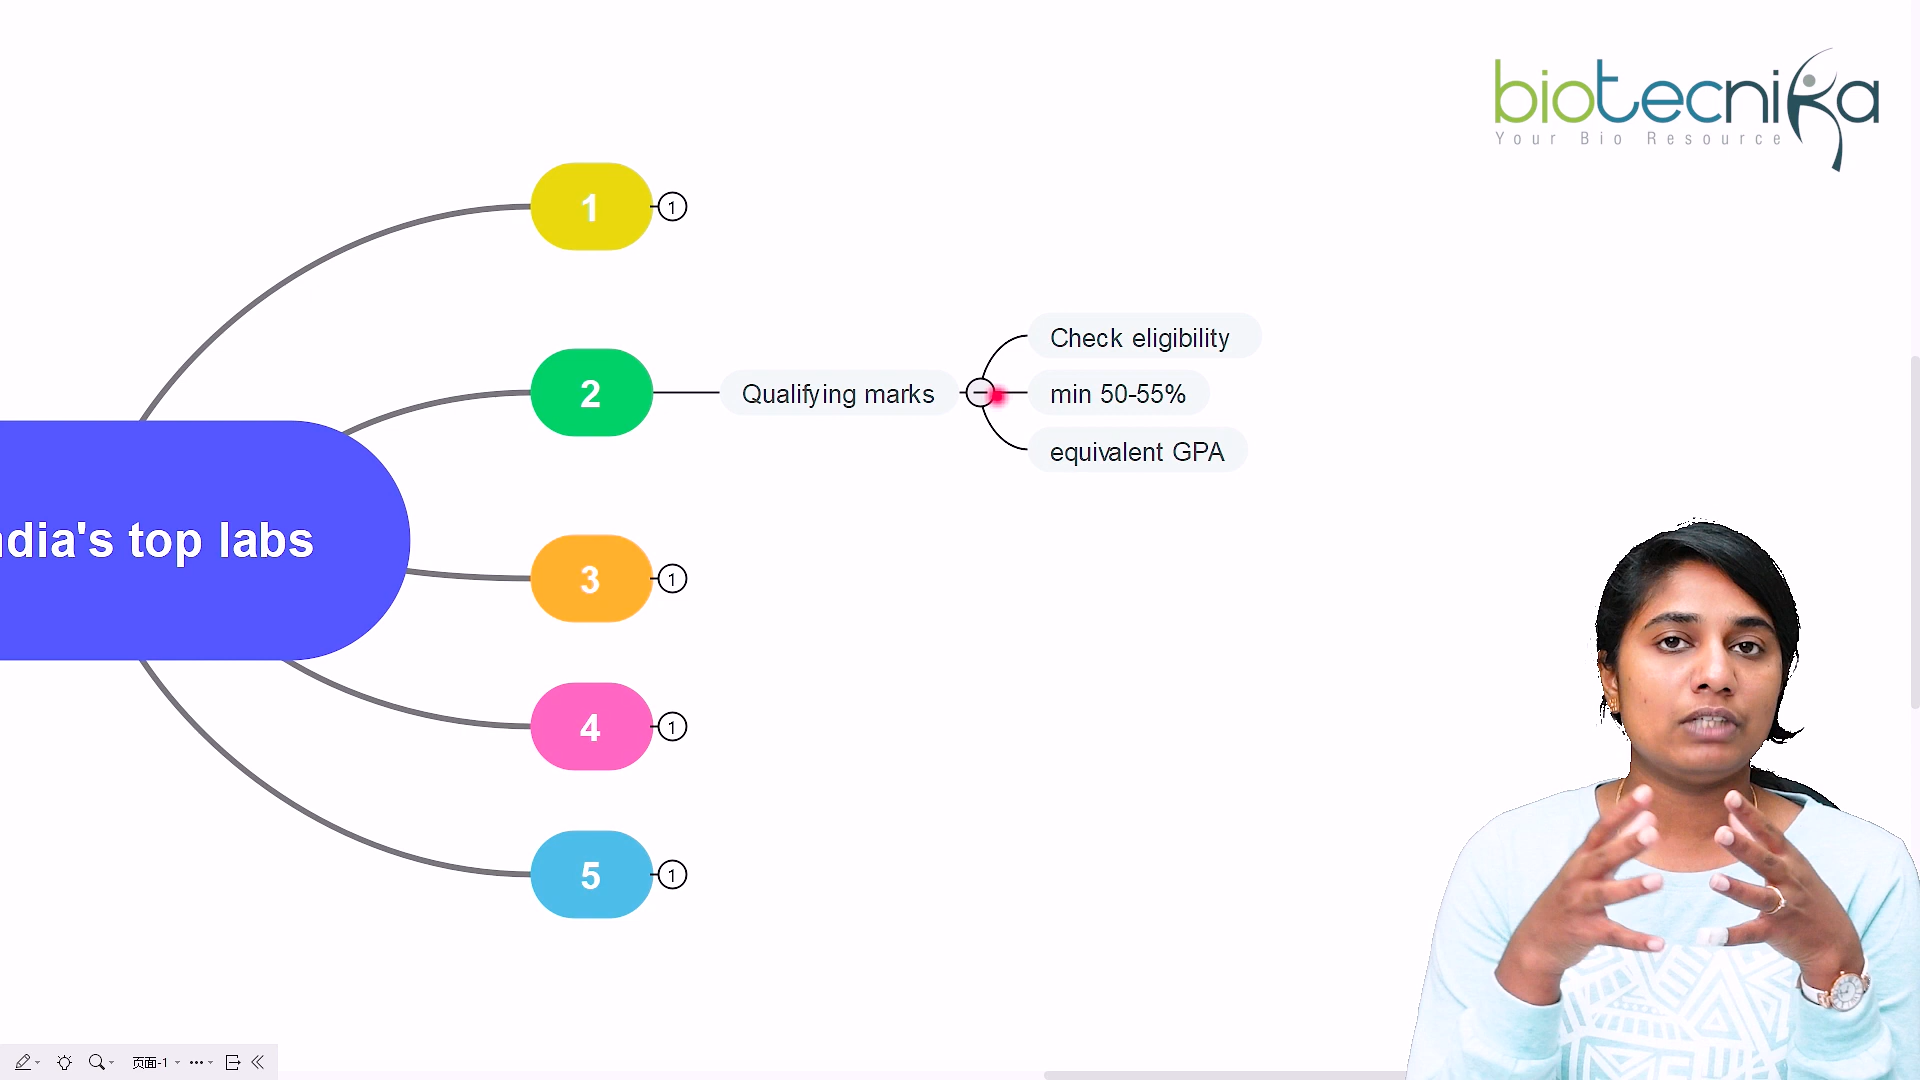 biotecnika
Your Bio Resource
1
1
2
Qualifying marks
Check eligibility
min 50-55%
equivalent GPA
ndia's top labs
3
1
4
1
5
1
页面-1